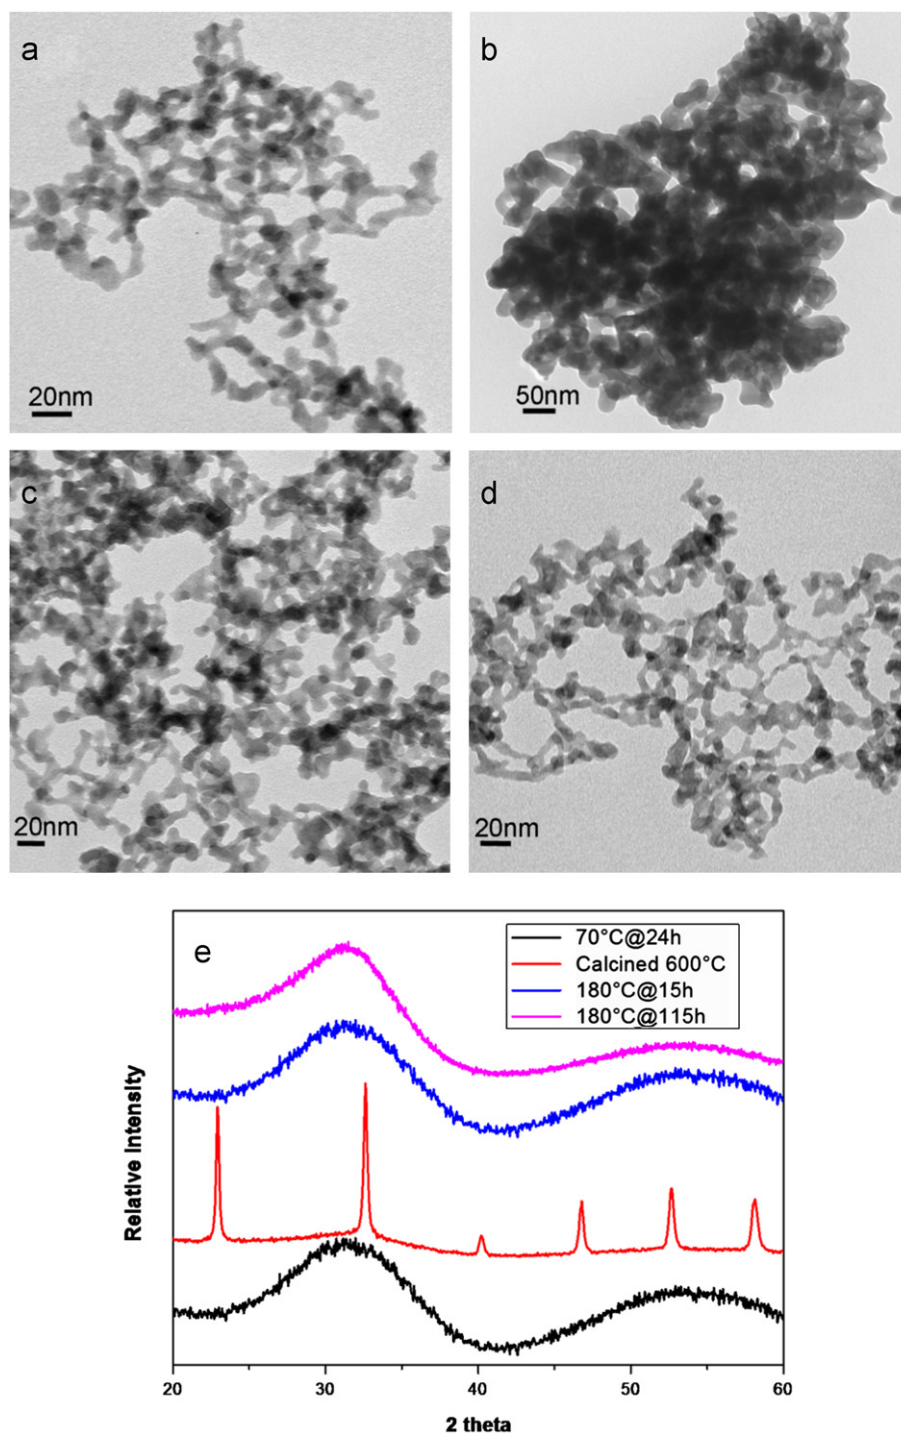 a
b
20nm
50nm
c
d
20nm
20nm
e
70°C@24h
Calcined 600°C
180°C@15h
180°C@115h
Relative Intensity
20
30
40
50
60
2 theta